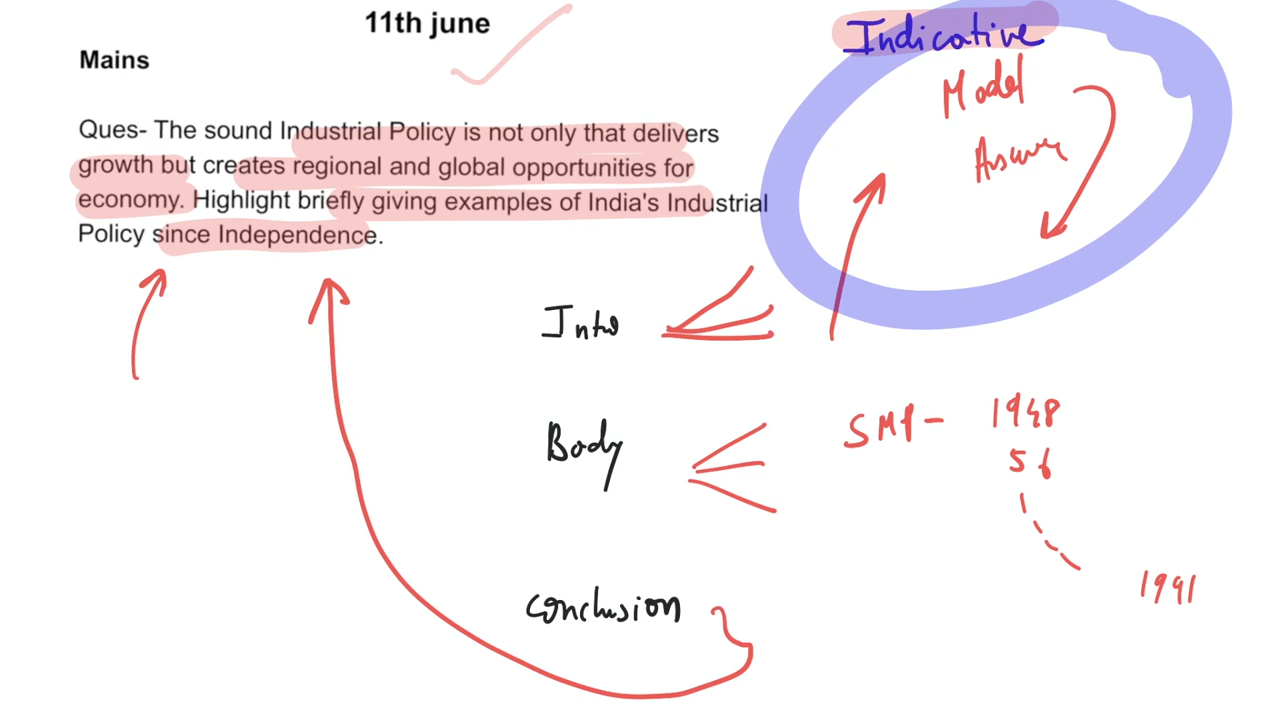 11th june
Indicative
Mains
Model
Answer
Ques- The sound Industrial Policy is not only that delivers
growth but creates regional and global opportunities for
economy. Highlight briefly giving examples of India's Industrial
Policy since Independence.
Intro
Body
SMP - 1948
56
1991
Conclusion